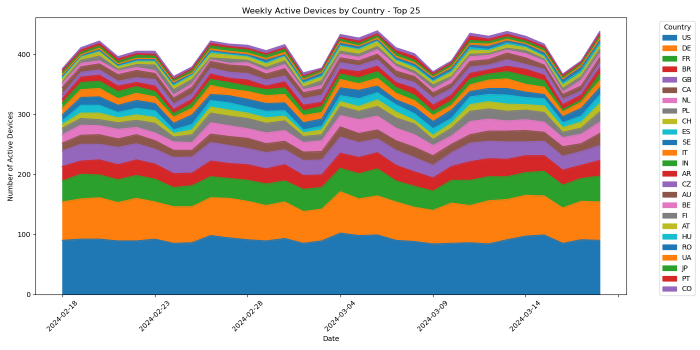 Weekly Active Devices by Country - Top 25
Number of Active Devices
400
300
200
100
0
2024-02-18
2024-02-23
2024-02-28
2024-03-04
2024-03-09
2024-03-14
Date
Country
US
DE
FR
BR
GB
CA
NL
PL
CH
ES
SE
IT
IN
AR
CZ
AU
BE
FI
AT
HU
RO
UA
JP
PT
CO